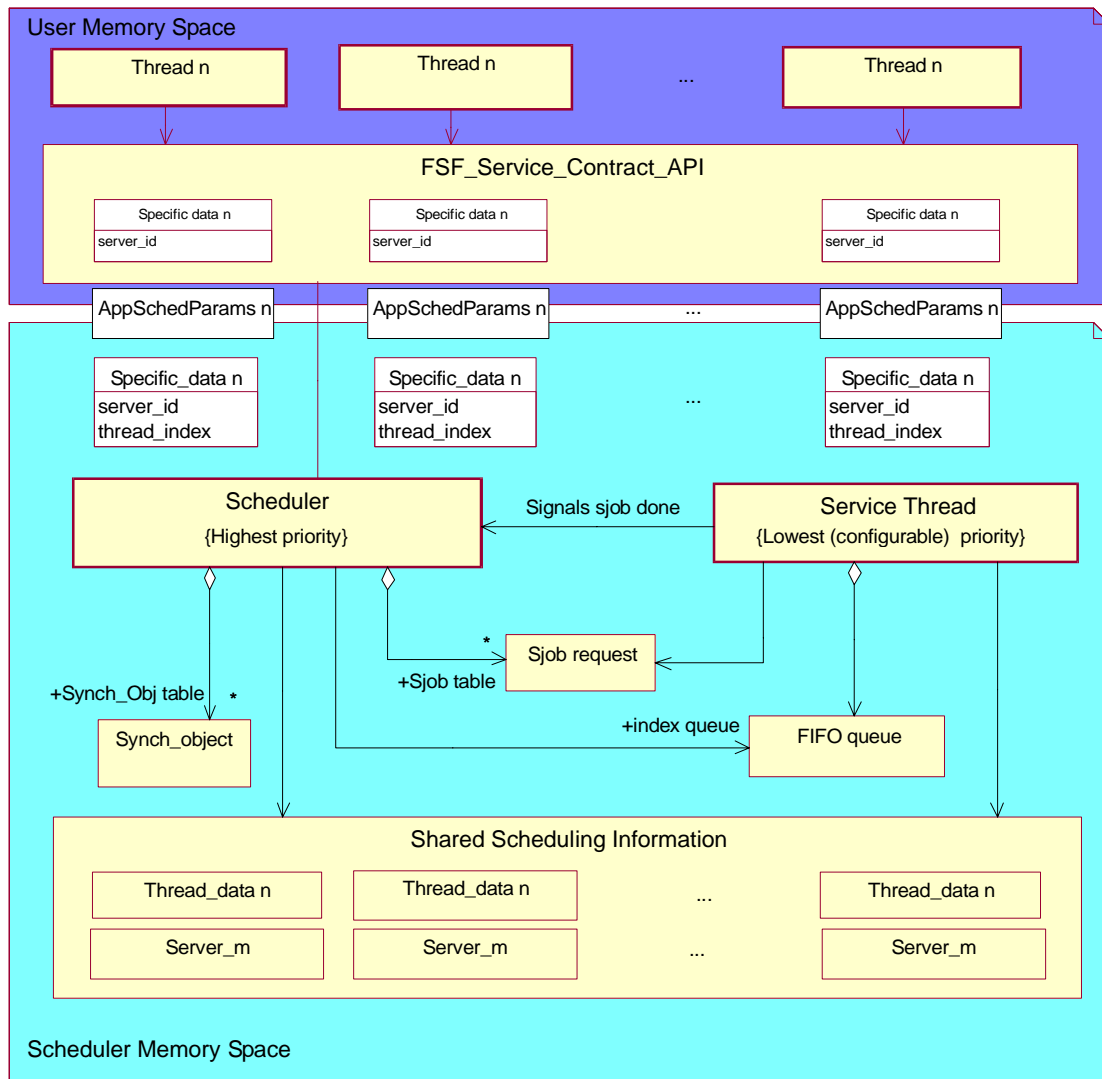 User Memory Space
Thread n
Thread n
...
Thread n
FSF_Service_Contract_API
Specific data n
server_id
Specific data n
server_id
Specific data n
server_id
AppSchedParams n
AppSchedParams n
...
AppSchedParams n
Specific_data n
server_id
thread_index
Specific_data n
server_id
thread_index
...
Specific_data n
server_id
thread_index
Scheduler
{Highest priority}
Signals sjob done
Service Thread
{Lowest (configurable)  priority}
*
Sjob request
+Sjob table
+Synch_Obj table
*
Synch_object
+index queue
FIFO queue
Shared Scheduling Information
Thread_data n
Thread_data n
...
Thread_data n
Server_m
Server_m
...
Server_m
Scheduler Memory Space